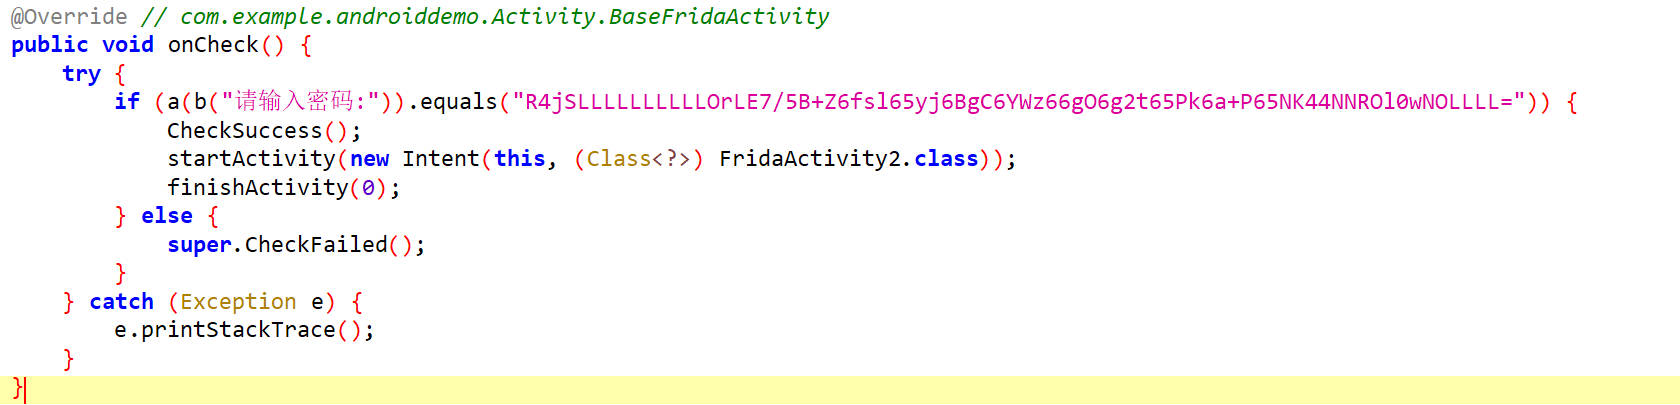 @Override // com.example.androiddemo.Activity.BaseFridaActivity
public void onCheck() {
    try {
        if (a(b("请输入密码:")).equals("R4jSLLLLLLLLLLOrLE7/5B+Z6fsl65yj6BgC6YWz66gO6g2t65Pk6a+P65NK44NNROl0wNOLLLL=")) {
            CheckSuccess();
            startActivity(new Intent(this, (Class<?>) FridaActivity2.class));
            finishActivity(0);
        } else {
            super.CheckFailed();
        }
    } catch (Exception e) {
        e.printStackTrace();
    }
}